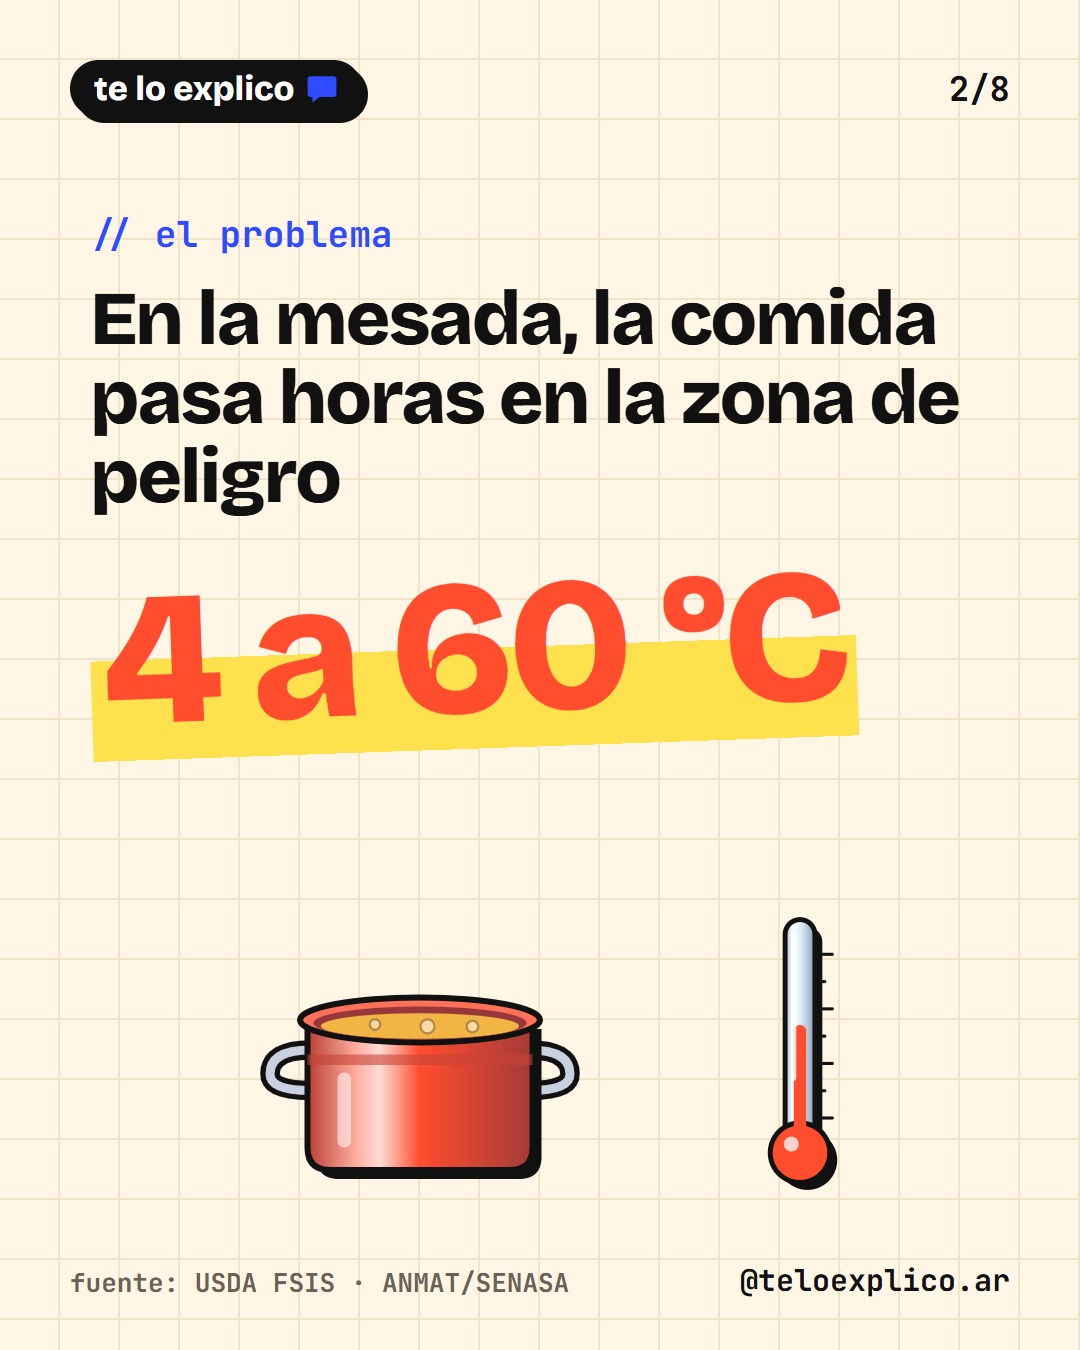 te lo explico
2/8
// el problema
En la mesada, la comida
pasa horas en la zona de
peligro
4 a 60 °C
fuente: USDA FSIS · ANMAT/SENASA
@teloexplico.ar